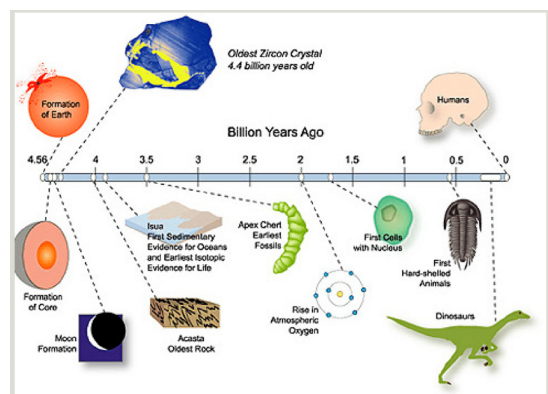 Oldest Zircon Crystal
4.4 billion years old
Formation
of Earth
Humans
Billion Years Ago
4.56 4 3.5 3 2.5 2 1.5 1 0.5 0
Isua
First Sedimentary
Evidence for Oceans
and Earliest Isotopic
Evidence for Life
Apex Chert
Earliest
Fossils
First Cells
with Nucleus
First
Hard-shelled
Animals
Formation
of Core
Moon
Formation
Acasta
Oldest Rock
Rise in
Atmospheric
Oxygen
Dinosaurs